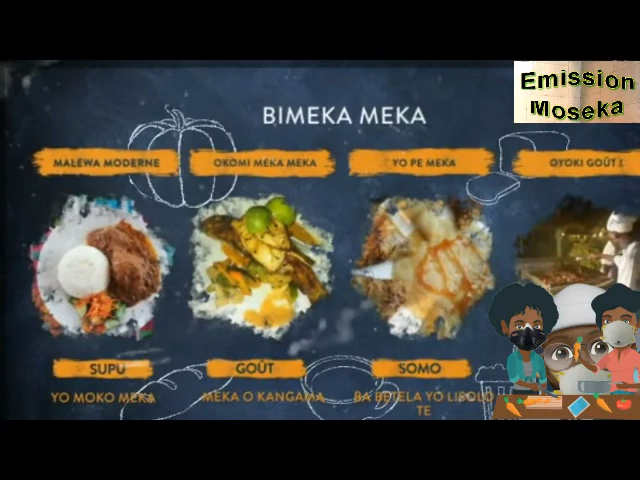 Emission
Moseka
BIMEKA MEKA
MALEWA MODERNE
OKOMI MEKA MEKA
YO PE MEKA
OYOKI GOÛT
SUPU
GOÛT
SOMO
YO MOKO MEKA
MEKA O KANGAMA
BA BETELA YO LISOLO
TE